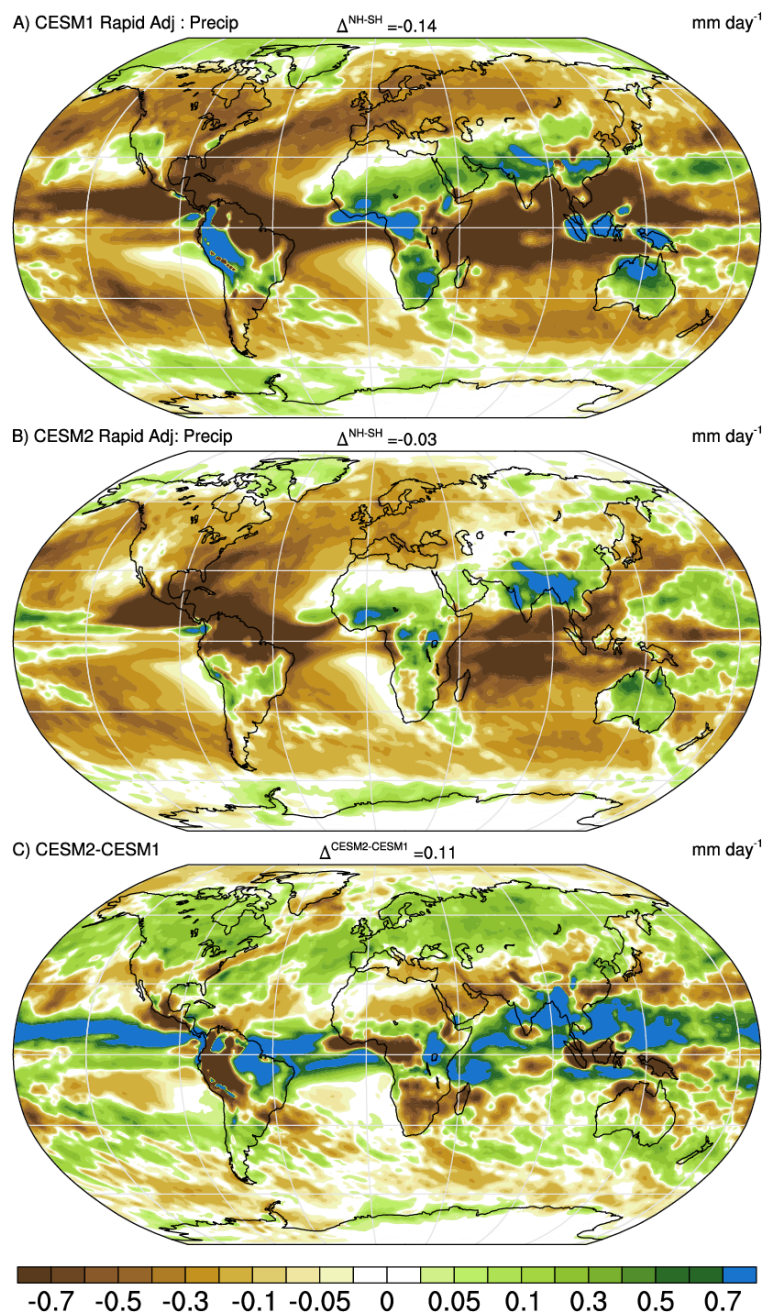 A) CESM1 Rapid Adj : Precip Δᴺᴴ⁻ˢᴴ =-0.14 mm day⁻¹
B) CESM2 Rapid Adj: Precip Δᴺᴴ⁻ˢᴴ =-0.03 mm day⁻¹
C) CESM2-CESM1 Δ^CESM2-CESM1 =0.11 mm day⁻¹
-0.7 -0.5 -0.3 -0.1 -0.05 0 0.05 0.1 0.3 0.5 0.7